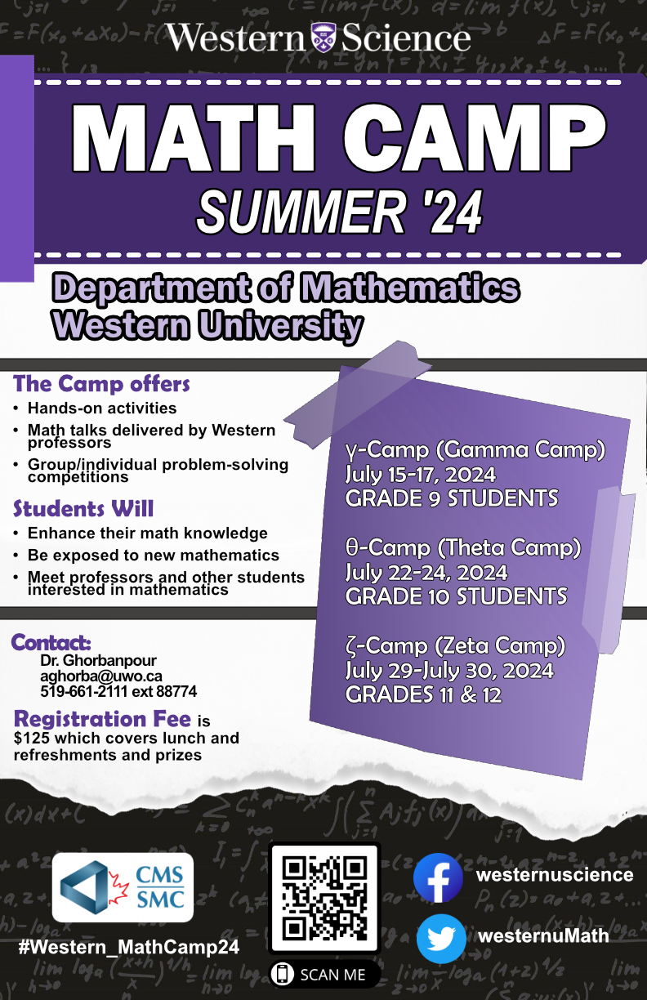 Western Science
MATH CAMP
SUMMER '24
Department of Mathematics
Western University
The Camp offers
• Hands-on activities
• Math talks delivered by Western
professors
• Group/individual problem-solving
competitions
Students Will
• Enhance their math knowledge
• Be exposed to new mathematics
• Meet professors and other students
interested in mathematics
γ-Camp (Gamma Camp)
July 15-17, 2024
GRADE 9 STUDENTS
θ-Camp (Theta Camp)
July 22-24, 2024
GRADE 10 STUDENTS
ζ-Camp (Zeta Camp)
July 29-July 30, 2024
GRADES 11 & 12
Contact:
Dr. Ghorbanpour
aghorba@uwo.ca
519-661-2111 ext 88774
Registration Fee is
$125 which covers lunch and
refreshments and prizes
CMS
SMC
#Western_MathCamp24
SCAN ME
westernuscience
westernuMath